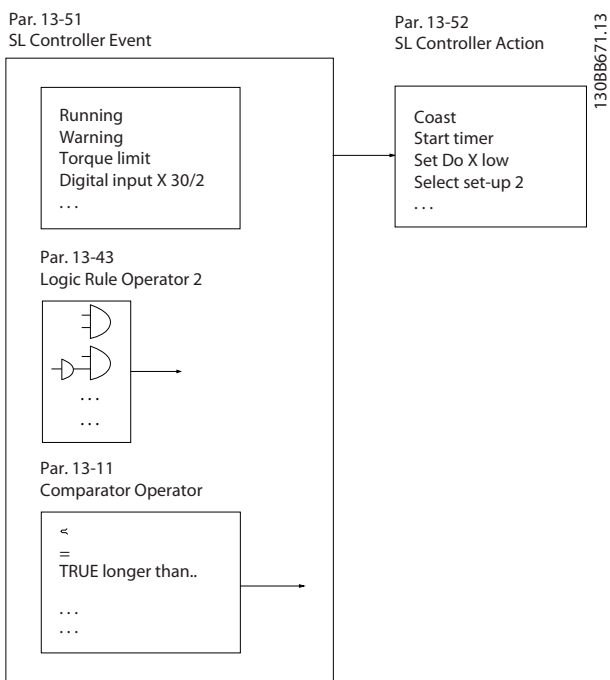 Par. 13-51
SL Controller Event
Par. 13-52
SL Controller Action
130BB671.13
Running
Warning
Torque limit
Digital input X 30/2
. . .
Coast
Start timer
Set Do X low
Select set-up 2
. . .
Par. 13-43
Logic Rule Operator 2
. . .
. . .
Par. 13-11
Comparator Operator
<
=
TRUE longer than..
. . .
. . .